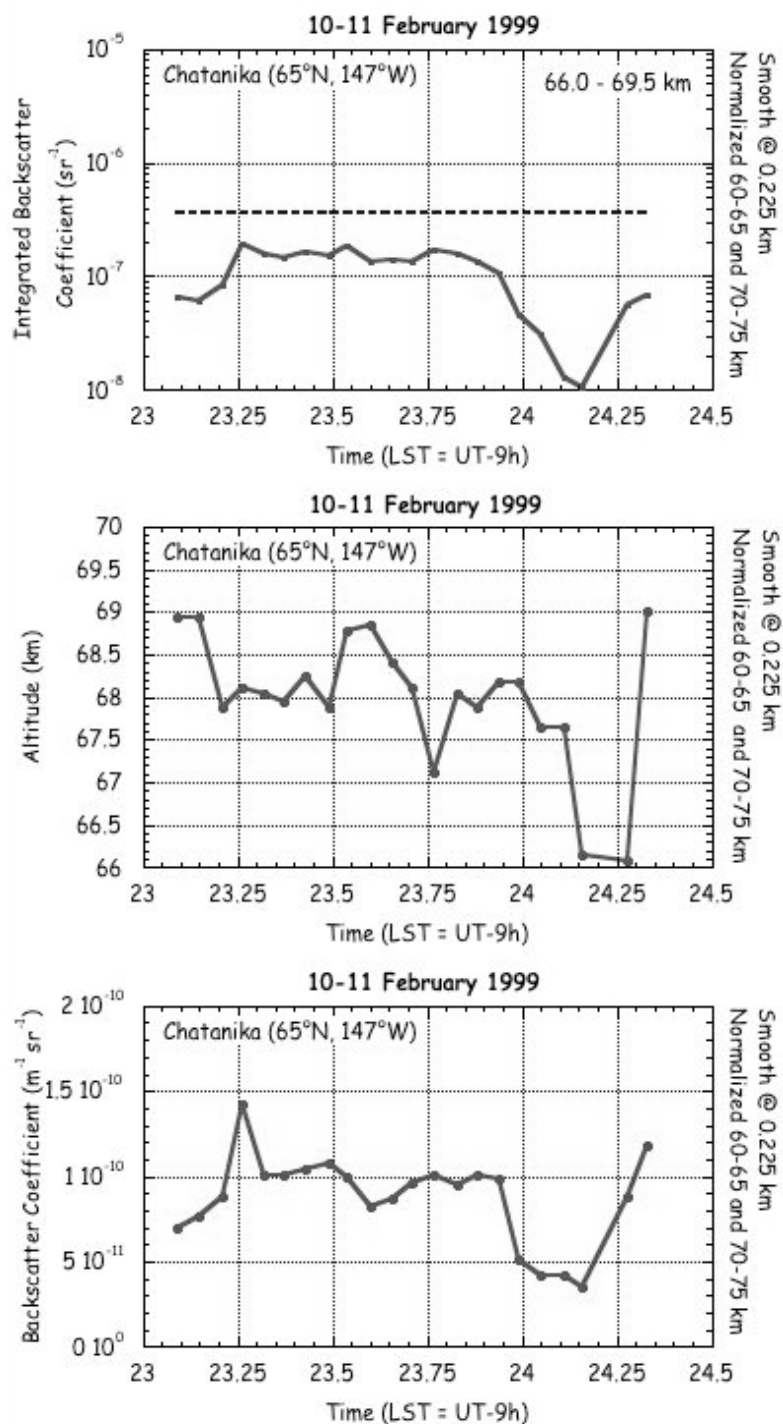 10-11 February 1999
Chatanika (65°N, 147°W)
66.0 - 69.5 km
10⁻⁵
10⁻⁶
10⁻⁷
10⁻⁸
Integrated Backscatter
Coefficient (sr⁻¹)
Smooth @ 0.225 km
Normalized 60-65 and 70-75 km
23 23.25 23.5 23.75 24 24.25 24.5
Time (LST = UT-9h)
10-11 February 1999
Chatanika (65°N, 147°W)
70
69.5
69
68.5
68
67.5
67
66.5
66
Altitude (km)
Smooth @ 0.225 km
Normalized 60-65 and 70-75 km
23 23.25 23.5 23.75 24 24.25 24.5
Time (LST = UT-9h)
10-11 February 1999
Chatanika (65°N, 147°W)
2 10⁻¹⁰
1.5 10⁻¹⁰
1 10⁻¹⁰
5 10⁻¹¹
0 10⁰
Backscatter Coefficient (m⁻¹ sr⁻¹)
Smooth @ 0.225 km
Normalized 60-65 and 70-75 km
23 23.25 23.5 23.75 24 24.25 24.5
Time (LST = UT-9h)